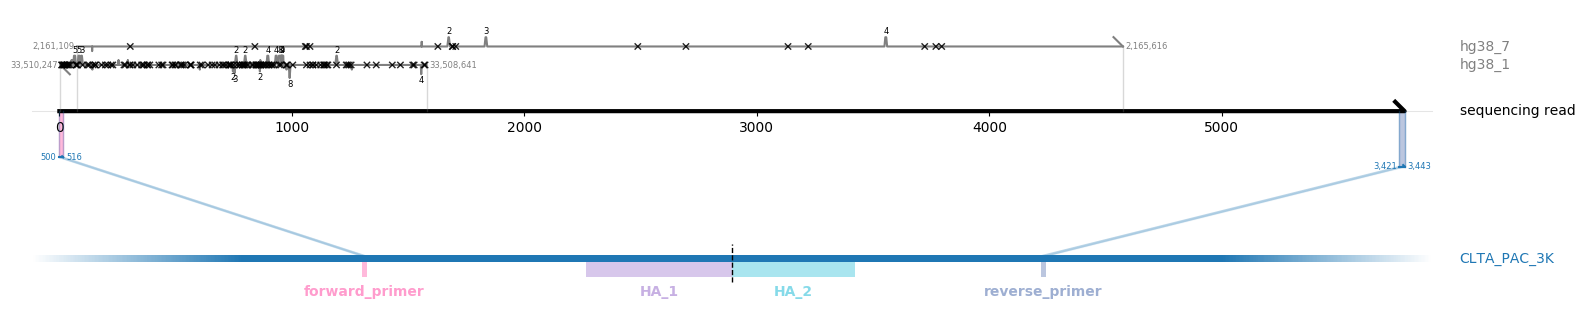 2 3 4
2,161,109 2,165,616 hg38_7
2 2 4 2
33,510,247 33,508,641 hg38_1
2 3 2 8 4
sequencing read
0 1000 2000 3000 4000 5000
500 516
3,421 3,443
CLTA_PAC_3K
forward_primer HA_1 HA_2 reverse_primer